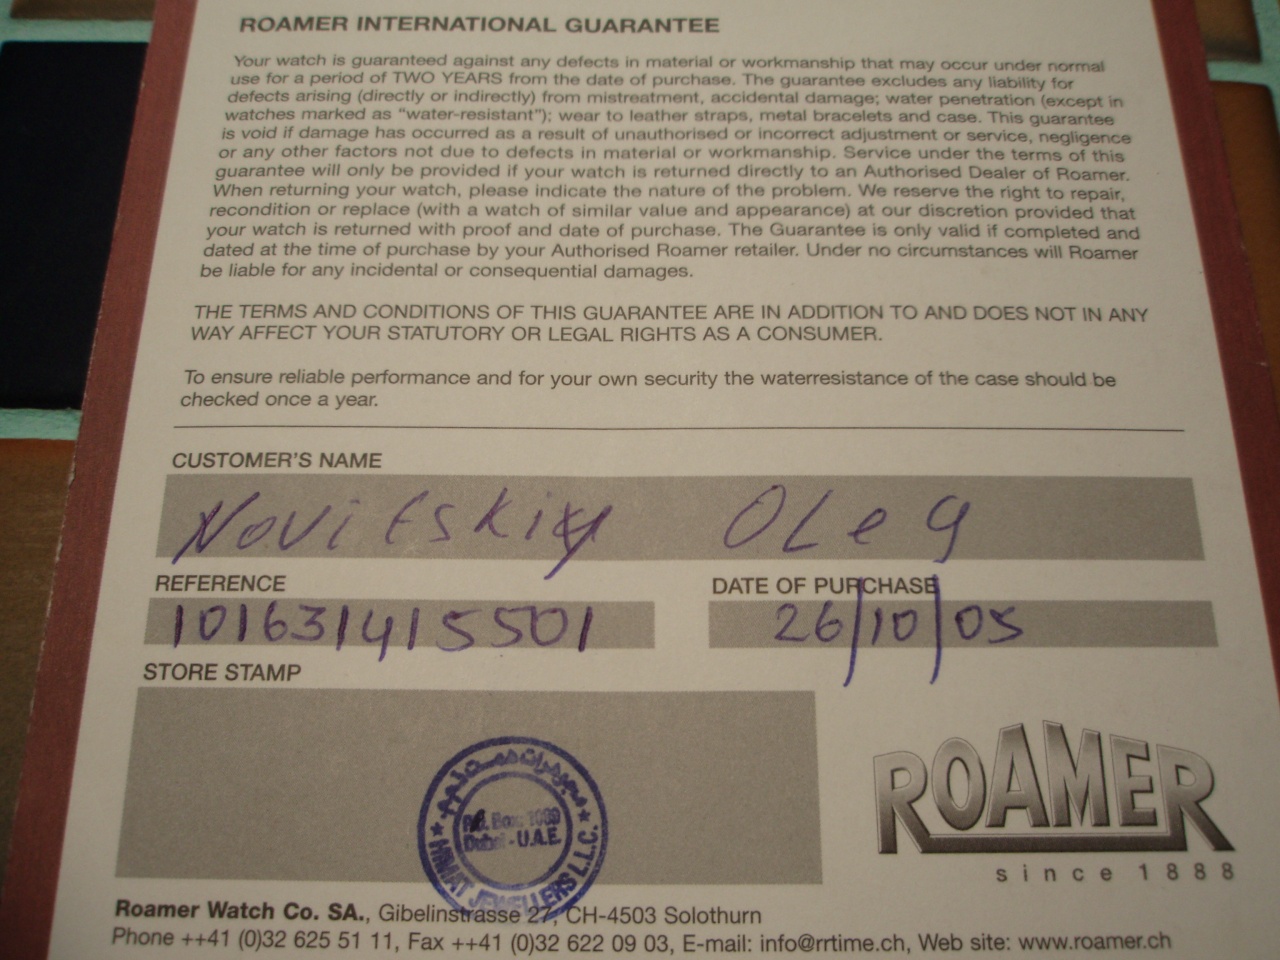 ROAMER INTERNATIONAL GUARANTEE
Your watch is guaranteed against any defects in material or workmanship that may occur under normal
use for a period of TWO YEARS from the date of purchase. The guarantee excludes any liability for
defects arising (directly or indirectly) from mistreatment, accidental damage; water penetration (except in
watches marked as "water-resistant"); wear to leather straps, metal bracelets and case. This guarantee
is void if damage has occurred as a result of unauthorised or incorrect adjustment or service, negligence
or any other factors not due to defects in material or workmanship. Service under the terms of this
guarantee will only be provided if your watch is returned directly to an Authorised Dealer of Roamer.
When returning your watch, please indicate the nature of the problem. We reserve the right to repair,
recondition or replace (with a watch of similar value and appearance) at our discretion provided that
your watch is returned with proof and date of purchase. The Guarantee is only valid if completed and
dated at the time of purchase by your Authorised Roamer retailer. Under no circumstances will Roamer
be liable for any incidental or consequential damages.
THE TERMS AND CONDITIONS OF THIS GUARANTEE ARE IN ADDITION TO AND DOES NOT IN ANY
WAY AFFECT YOUR STATUTORY OR LEGAL RIGHTS AS A CONSUMER.
To ensure reliable performance and for your own security the waterresistance of the case should be
checked once a year.
CUSTOMER'S NAME
Novitskiy OLeg
REFERENCE
101631415501
DATE OF PURCHASE
26/10/05
STORE STAMP
مجوهرات همت ذ.م.م
P.O. Box: 1089
Dubai - U.A.E
HIMAT JEWELLERS L.L.C.
ROAMER
since 1888
Roamer Watch Co. SA., Gibelinstrasse 27, CH-4503 Solothurn
Phone ++41 (0)32 625 51 11, Fax ++41 (0)32 622 09 03, E-mail: info@rrtime.ch, Web site: www.roamer.ch